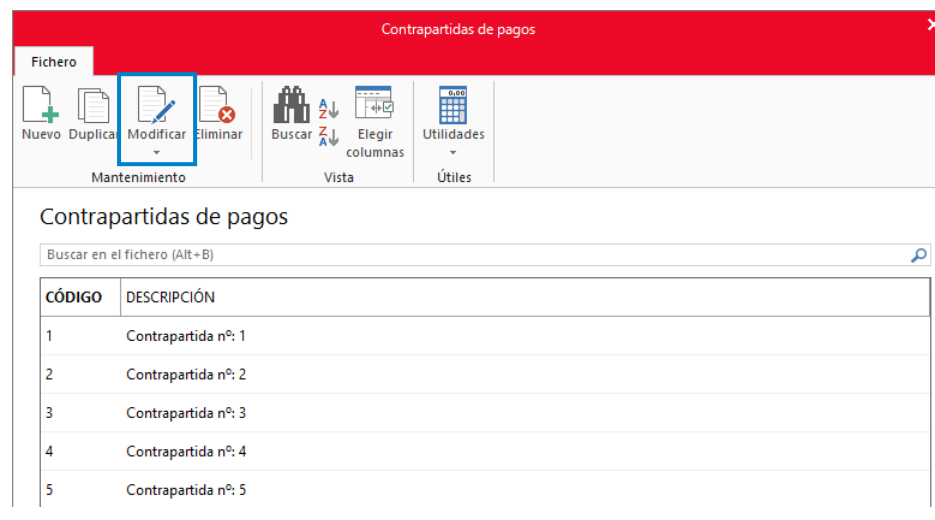 Contrapartidas de pagos
Fichero
Nuevo Duplicar Modificar Eliminar Buscar Elegir columnas Utilidades
Mantenimiento Vista Útiles
Contrapartidas de pagos
Buscar en el fichero (Alt+B)
CÓDIGO DESCRIPCIÓN
1 Contrapartida nº: 1
2 Contrapartida nº: 2
3 Contrapartida nº: 3
4 Contrapartida nº: 4
5 Contrapartida nº: 5